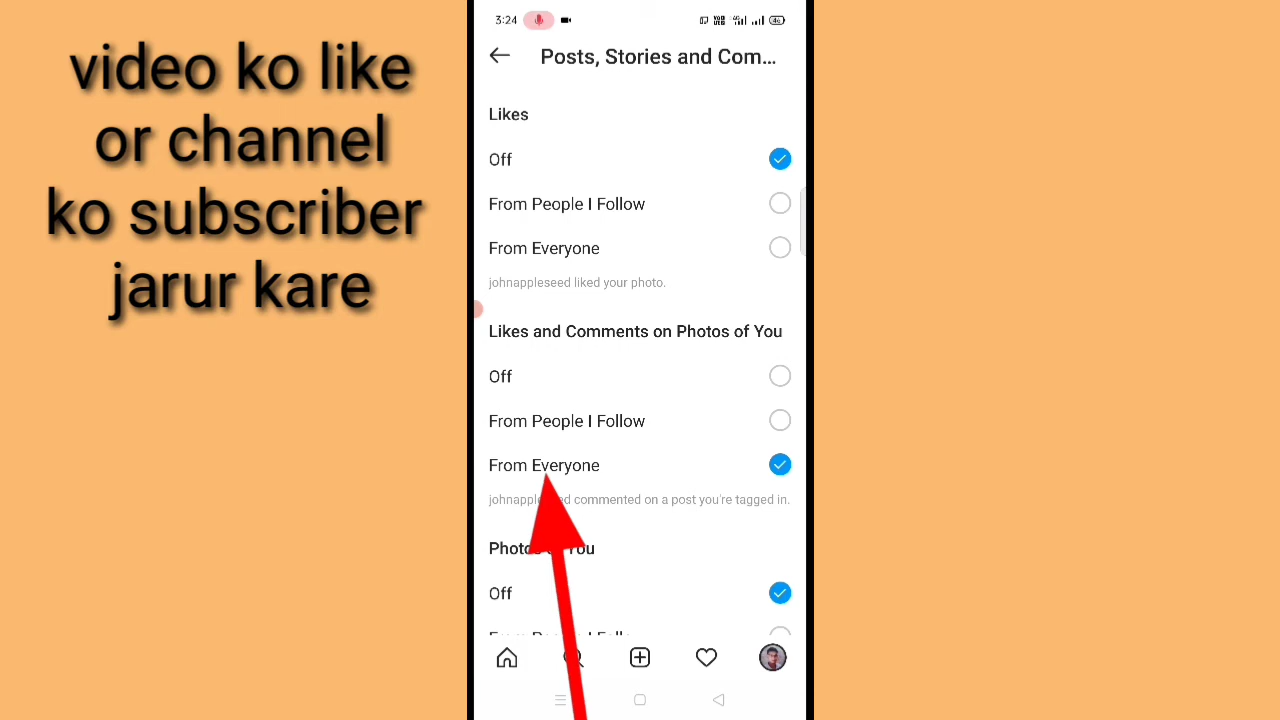 video ko like
or channel
ko subscriber
jarur kare
3:24
Posts, Stories and Com...
Likes
Off
From People I Follow
From Everyone
johnappleseed liked your photo.
Likes and Comments on Photos of You
Off
From People I Follow
From Everyone
commented on a post you're tagged in.
You
Off